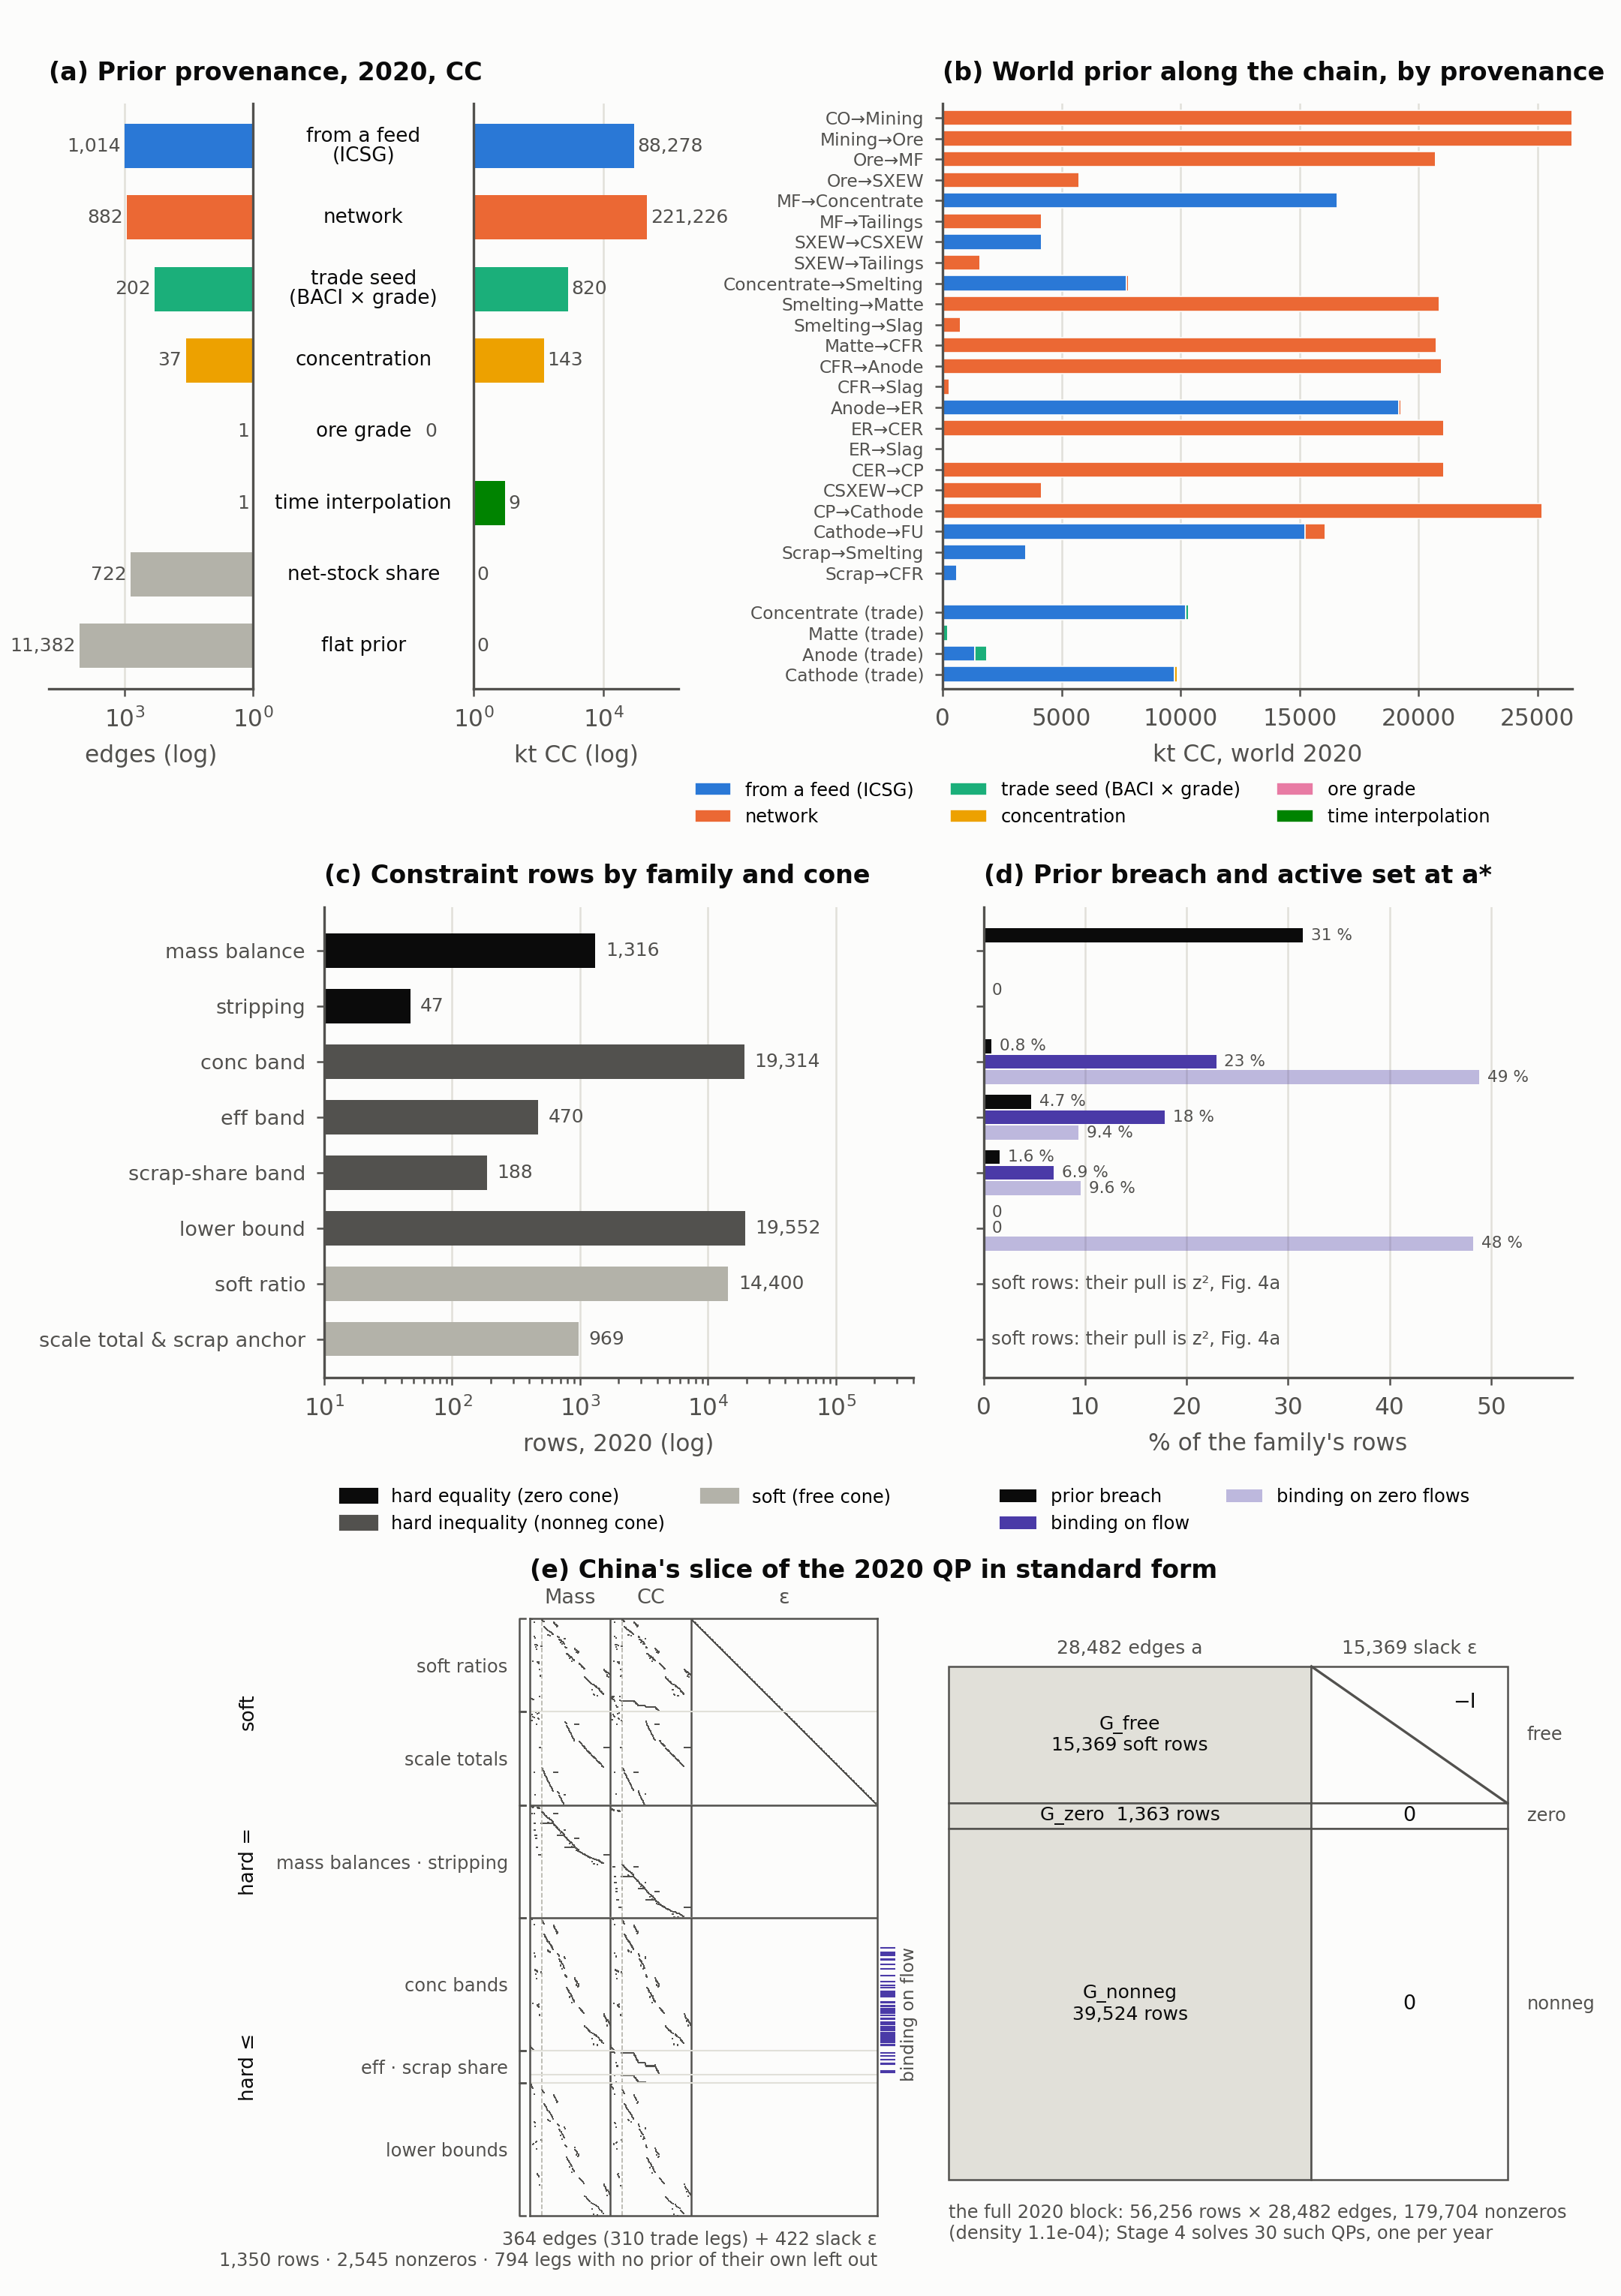 (a) Prior provenance, 2020, CC
1,014
from a feed
(ICSG)
88,278
882
network
221,226
202
trade seed
(BACI × grade)
820
37
concentration
143
1
ore grade
0
1
time interpolation
9
722
net-stock share
0
11,382
flat prior
0
10³
10⁰
10⁰
10⁴
edges (log)
kt CC (log)
(b) World prior along the chain, by provenance
CO→Mining
Mining→Ore
Ore→MF
Ore→SXEW
MF→Concentrate
MF→Tailings
SXEW→CSXEW
SXEW→Tailings
Concentrate→Smelting
Smelting→Matte
Smelting→Slag
Matte→CFR
CFR→Anode
CFR→Slag
Anode→ER
ER→CER
ER→Slag
CER→CP
CSXEW→CP
CP→Cathode
Cathode→FU
Scrap→Smelting
Scrap→CFR
Concentrate (trade)
Matte (trade)
Anode (trade)
Cathode (trade)
0 5000 10000 15000 20000 25000
kt CC, world 2020
from a feed (ICSG)
network
trade seed (BACI × grade)
concentration
ore grade
time interpolation
(c) Constraint rows by family and cone
mass balance
1,316
stripping
47
conc band
19,314
eff band
470
scrap-share band
188
lower bound
19,552
soft ratio
14,400
scale total & scrap anchor
969
10¹ 10² 10³ 10⁴ 10⁵
rows, 2020 (log)
hard equality (zero cone)
hard inequality (nonneg cone)
soft (free cone)
(d) Prior breach and active set at a*
31 %
0
0.8 %
23 %
49 %
4.7 %
18 %
9.4 %
1.6 %
6.9 %
9.6 %
0
0
48 %
soft rows: their pull is z², Fig. 4a
soft rows: their pull is z², Fig. 4a
0 10 20 30 40 50
% of the family's rows
prior breach
binding on flow
binding on zero flows
(e) China's slice of the 2020 QP in standard form
Mass CC ε
soft
soft ratios
scale totals
hard =
mass balances · stripping
hard ≤
conc bands
eff · scrap share
lower bounds
binding on flow
364 edges (310 trade legs) + 422 slack ε
1,350 rows · 2,545 nonzeros · 794 legs with no prior of their own left out
28,482 edges a
15,369 slack ε
G_free
15,369 soft rows
−I
free
G_zero 1,363 rows
0
zero
G_nonneg
39,524 rows
0
nonneg
the full 2020 block: 56,256 rows × 28,482 edges, 179,704 nonzeros
(density 1.1e-04); Stage 4 solves 30 such QPs, one per year